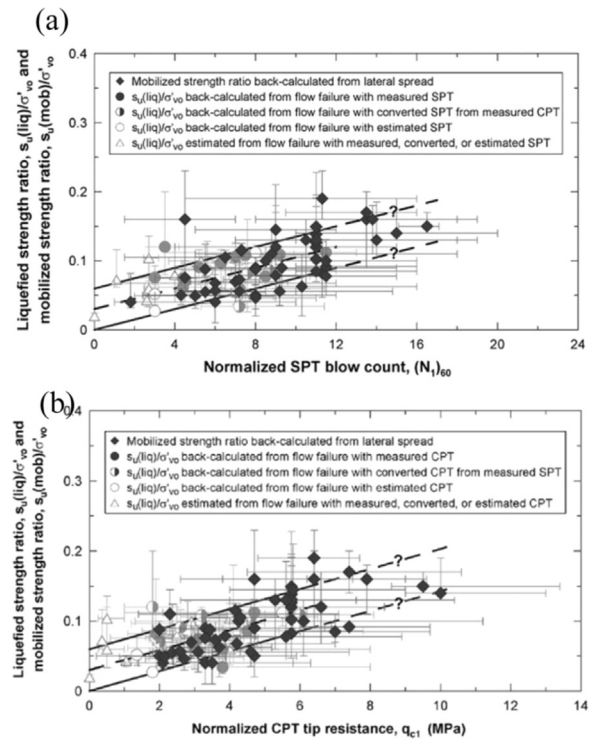 (a)
0.4
Mobilized strength ratio back-calculated from lateral spread
su(liq)/σ'vo back-calculated from flow failure with measured SPT
su(liq)/σ'vo back-calculated from flow failure with converted SPT from measured CPT
su(liq)/σ'vo back-calculated from flow failure with estimated SPT
su(liq)/σ'vo estimated from flow failure with measured, converted, or estimated SPT
Liquefied strength ratio, su(liq)/σ'vo and
mobilized strength ratio, su(mob)/σ'vo
0.3
0.2
?
0.1
?
0
0 4 8 12 16 20 24
Normalized SPT blow count, (N1)60
(b)
0.4
Mobilized strength ratio back-calculated from lateral spread
su(liq)/σ'vo back-calculated from flow failure with measured CPT
su(liq)/σ'vo back-calculated from flow failure with converted CPT from measured SPT
su(liq)/σ'vo back-calculated from flow failure with estimated CPT
su(liq)/σ'vo estimated from flow failure with measured, converted, or estimated CPT
Liquefied strength ratio, su(liq)/σ'vo and
mobilized strength ratio, su(mob)/σ'vo
0.3
0.2
?
0.1
?
0
0 2 4 6 8 10 12 14
Normalized CPT tip resistance, qc1 (MPa)